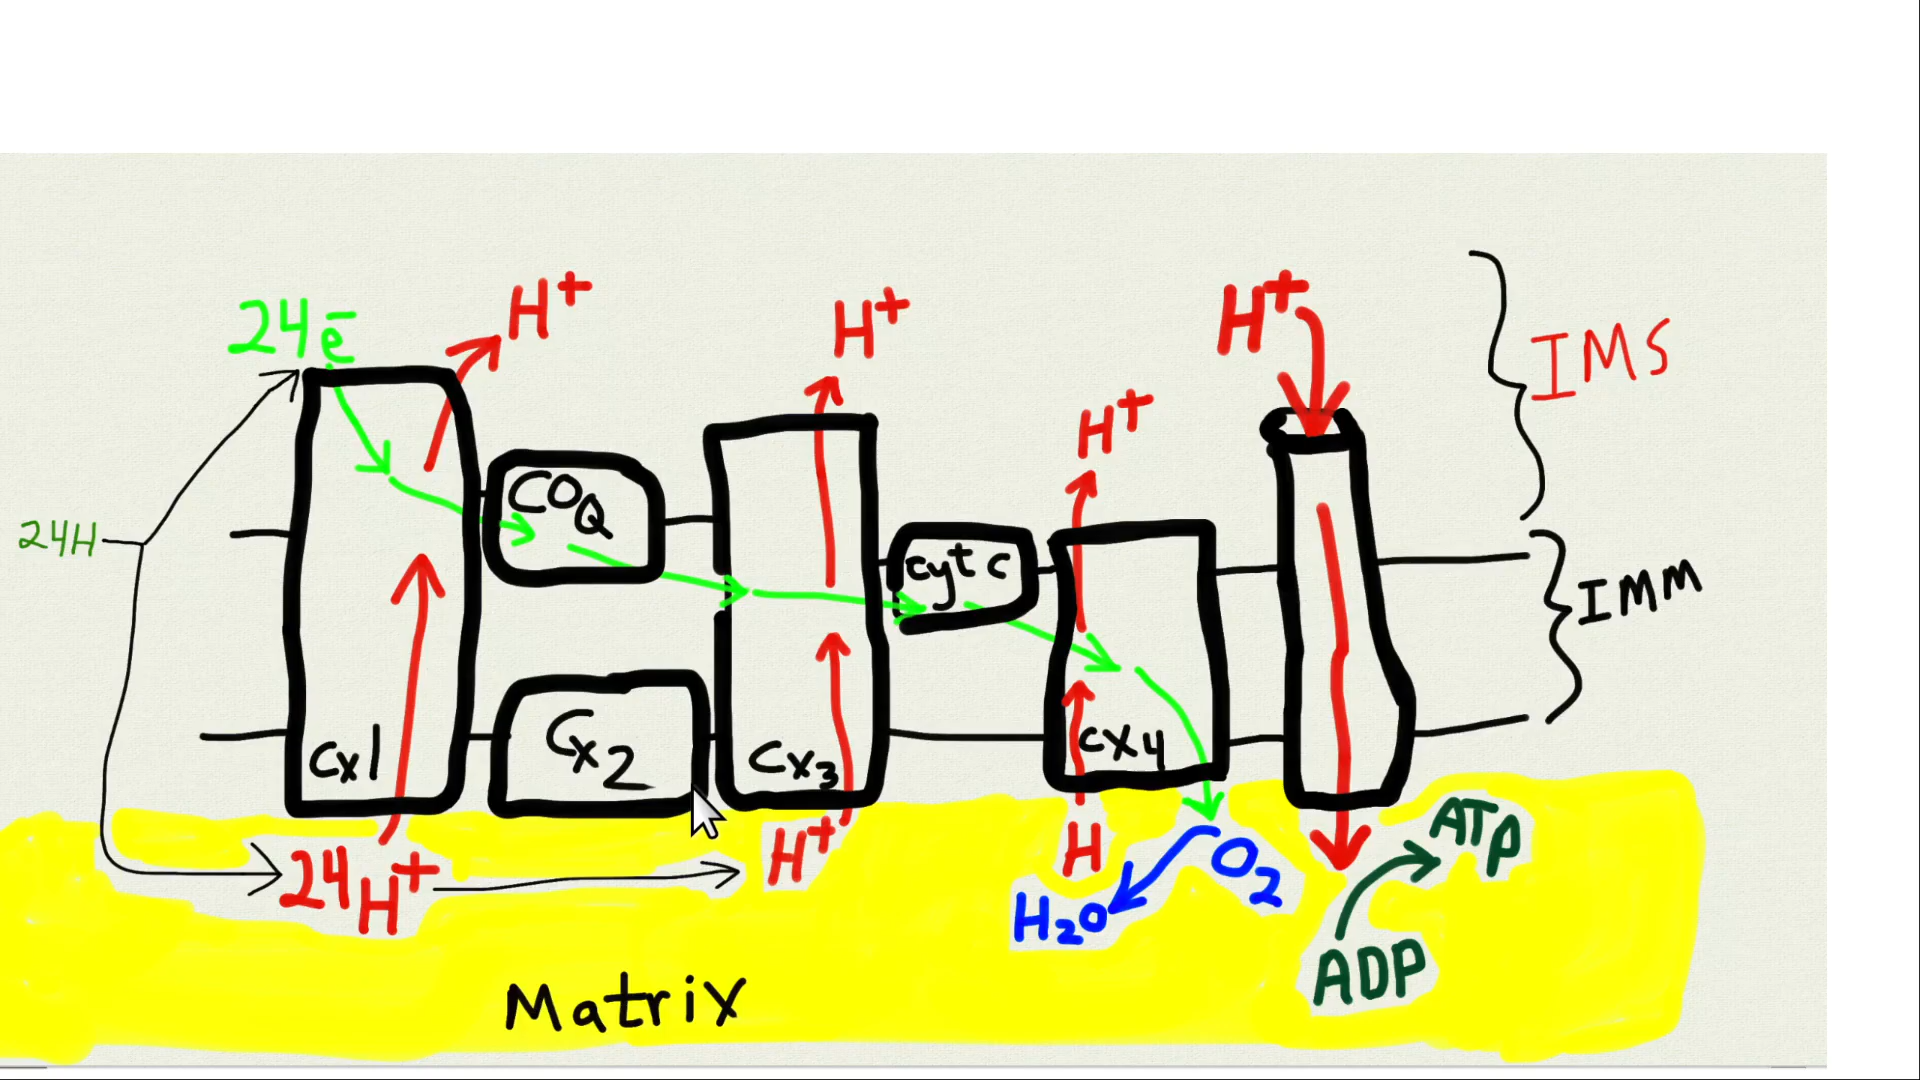 24e-
H+
H+
H+
IMS
H+
24H
COQ
cyt c
IMM
Cx1
Cx2
Cx3
Cx4
24H+
H+
H
O2
H2O
ATP
ADP
Matrix